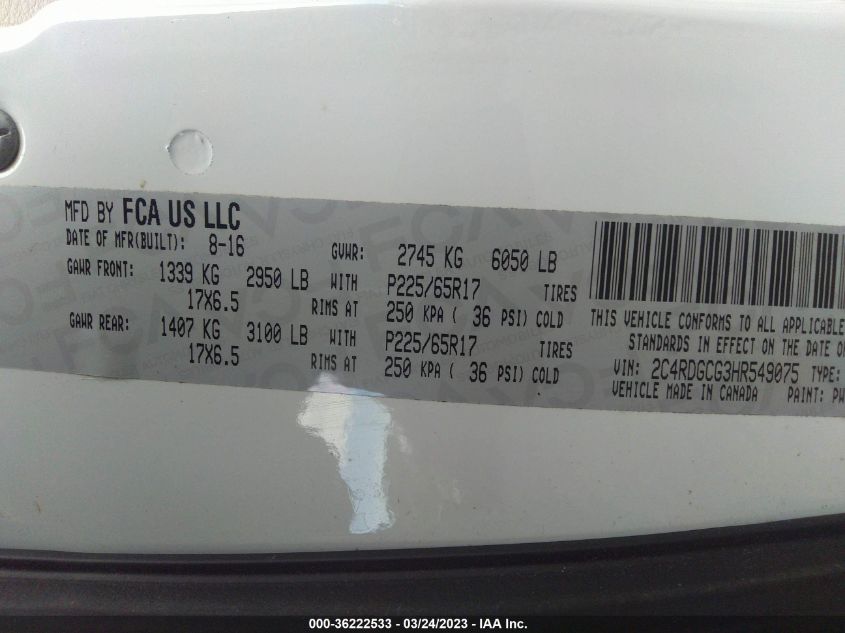 MFD BY FCA US LLC
DATE OF MFR(BUILT): 8-16 GVWR: 2745 KG 6050 LB
GAWR FRONT: 1339 KG 2950 LB WITH P225/65R17 TIRES
17X6.5 RIMS AT 250 KPA ( 36 PSI) COLD
GAWR REAR: 1407 KG 3100 LB WITH P225/65R17 TIRES
17X6.5 RIMS AT 250 KPA ( 36 PSI) COLD
THIS VEHICLE CONFORMS TO ALL APPLICABLE
STANDARDS IN EFFECT ON THE DATE O
VIN: 2C4RDGCG3HR549075 TYPE:
VEHICLE MADE IN CANADA PAINT: PW
000-36222533 - 03/24/2023 - IAA Inc.